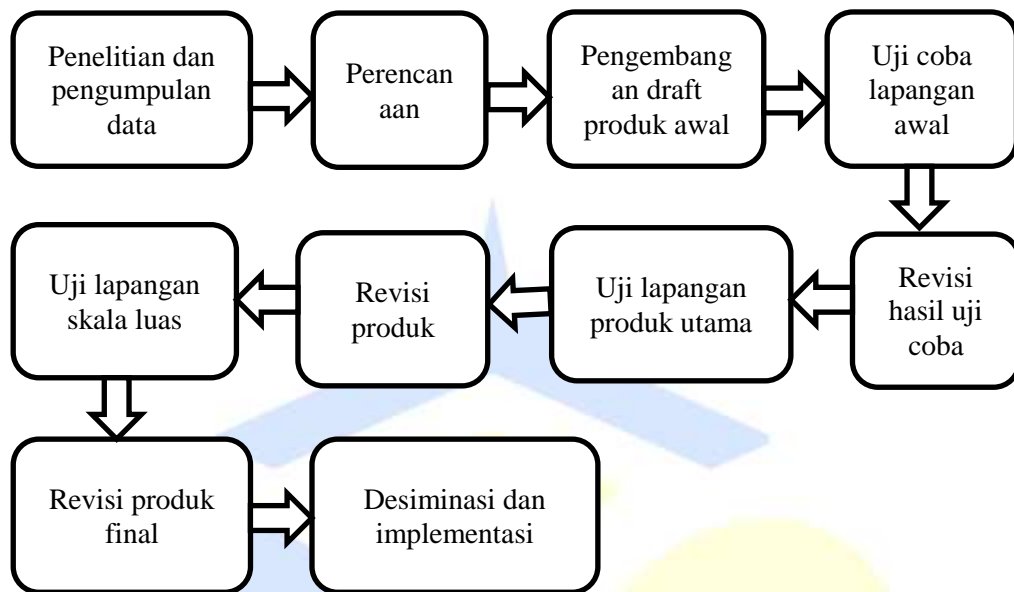 Penelitian dan
pengumpulan
data
Perencan
aan
Pengembang
an draft
produk awal
Uji coba
lapangan
awal
Revisi
hasil uji
coba
Uji lapangan
produk utama
Revisi
produk
Uji lapangan
skala luas
Revisi produk
final
Desiminasi dan
implementasi